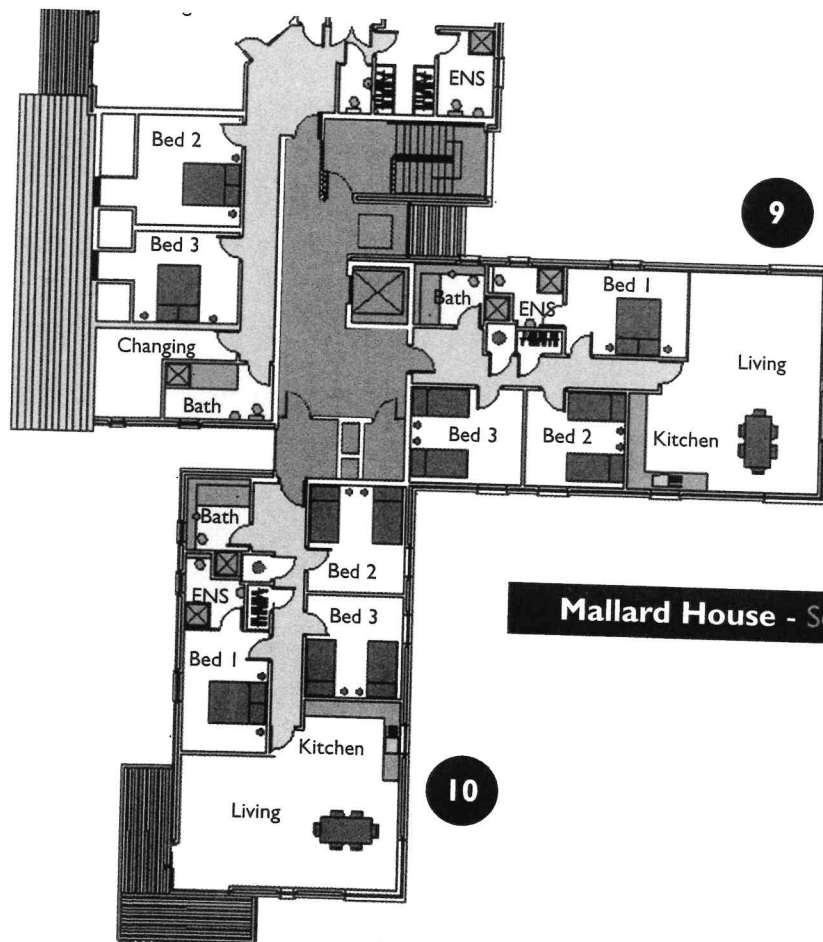 ENS
Bed 2
9
Bed 3
Bed 1
Bath
ENS
Changing
Living
Bath
Bed 3
Bed 2
Kitchen
Bath
Bed 2
ENS
Bed 3
Mallard House -
Bed 1
Kitchen
10
Living